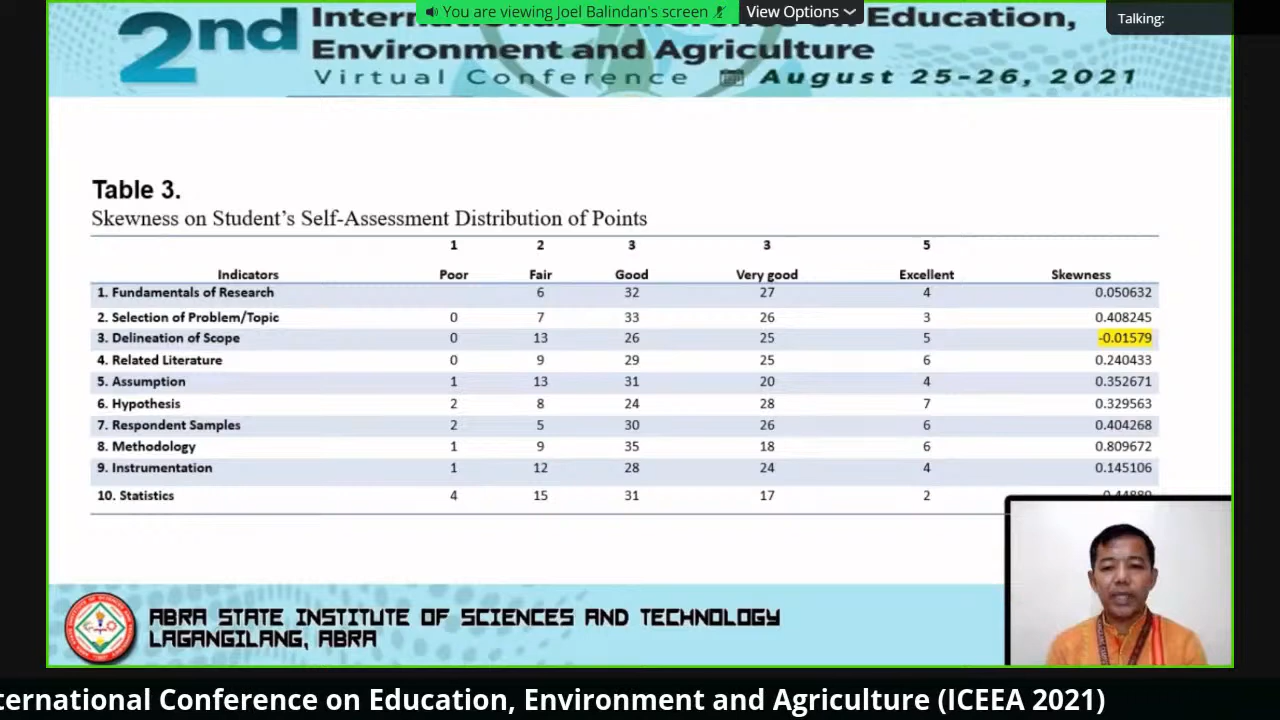 You are viewing Joel Balindan's screen
View Options
Talking:
2nd International Conference on Education,
Environment and Agriculture
Virtual Conference August 25-26, 2021
Table 3.
Skewness on Student's Self-Assessment Distribution of Points
1 2 3 3 5
Indicators Poor Fair Good Very good Excellent Skewness
1. Fundamentals of Research 6 32 27 4 0.050632
2. Selection of Problem/Topic 0 7 33 26 3 0.408245
3. Delineation of Scope 0 13 26 25 5 -0.01579
4. Related Literature 0 9 29 25 6 0.240433
5. Assumption 1 13 31 20 4 0.352671
6. Hypothesis 2 8 24 28 7 0.329563
7. Respondent Samples 2 5 30 26 6 0.404268
8. Methodology 1 9 35 18 6 0.809672
9. Instrumentation 1 12 28 24 4 0.145106
10. Statistics 4 15 31 17 2
ABRA STATE INSTITUTE OF SCIENCES AND TECHNOLOGY
LAGANGILANG, ABRA
ternational Conference on Education, Environment and Agriculture (ICEEA 2021)